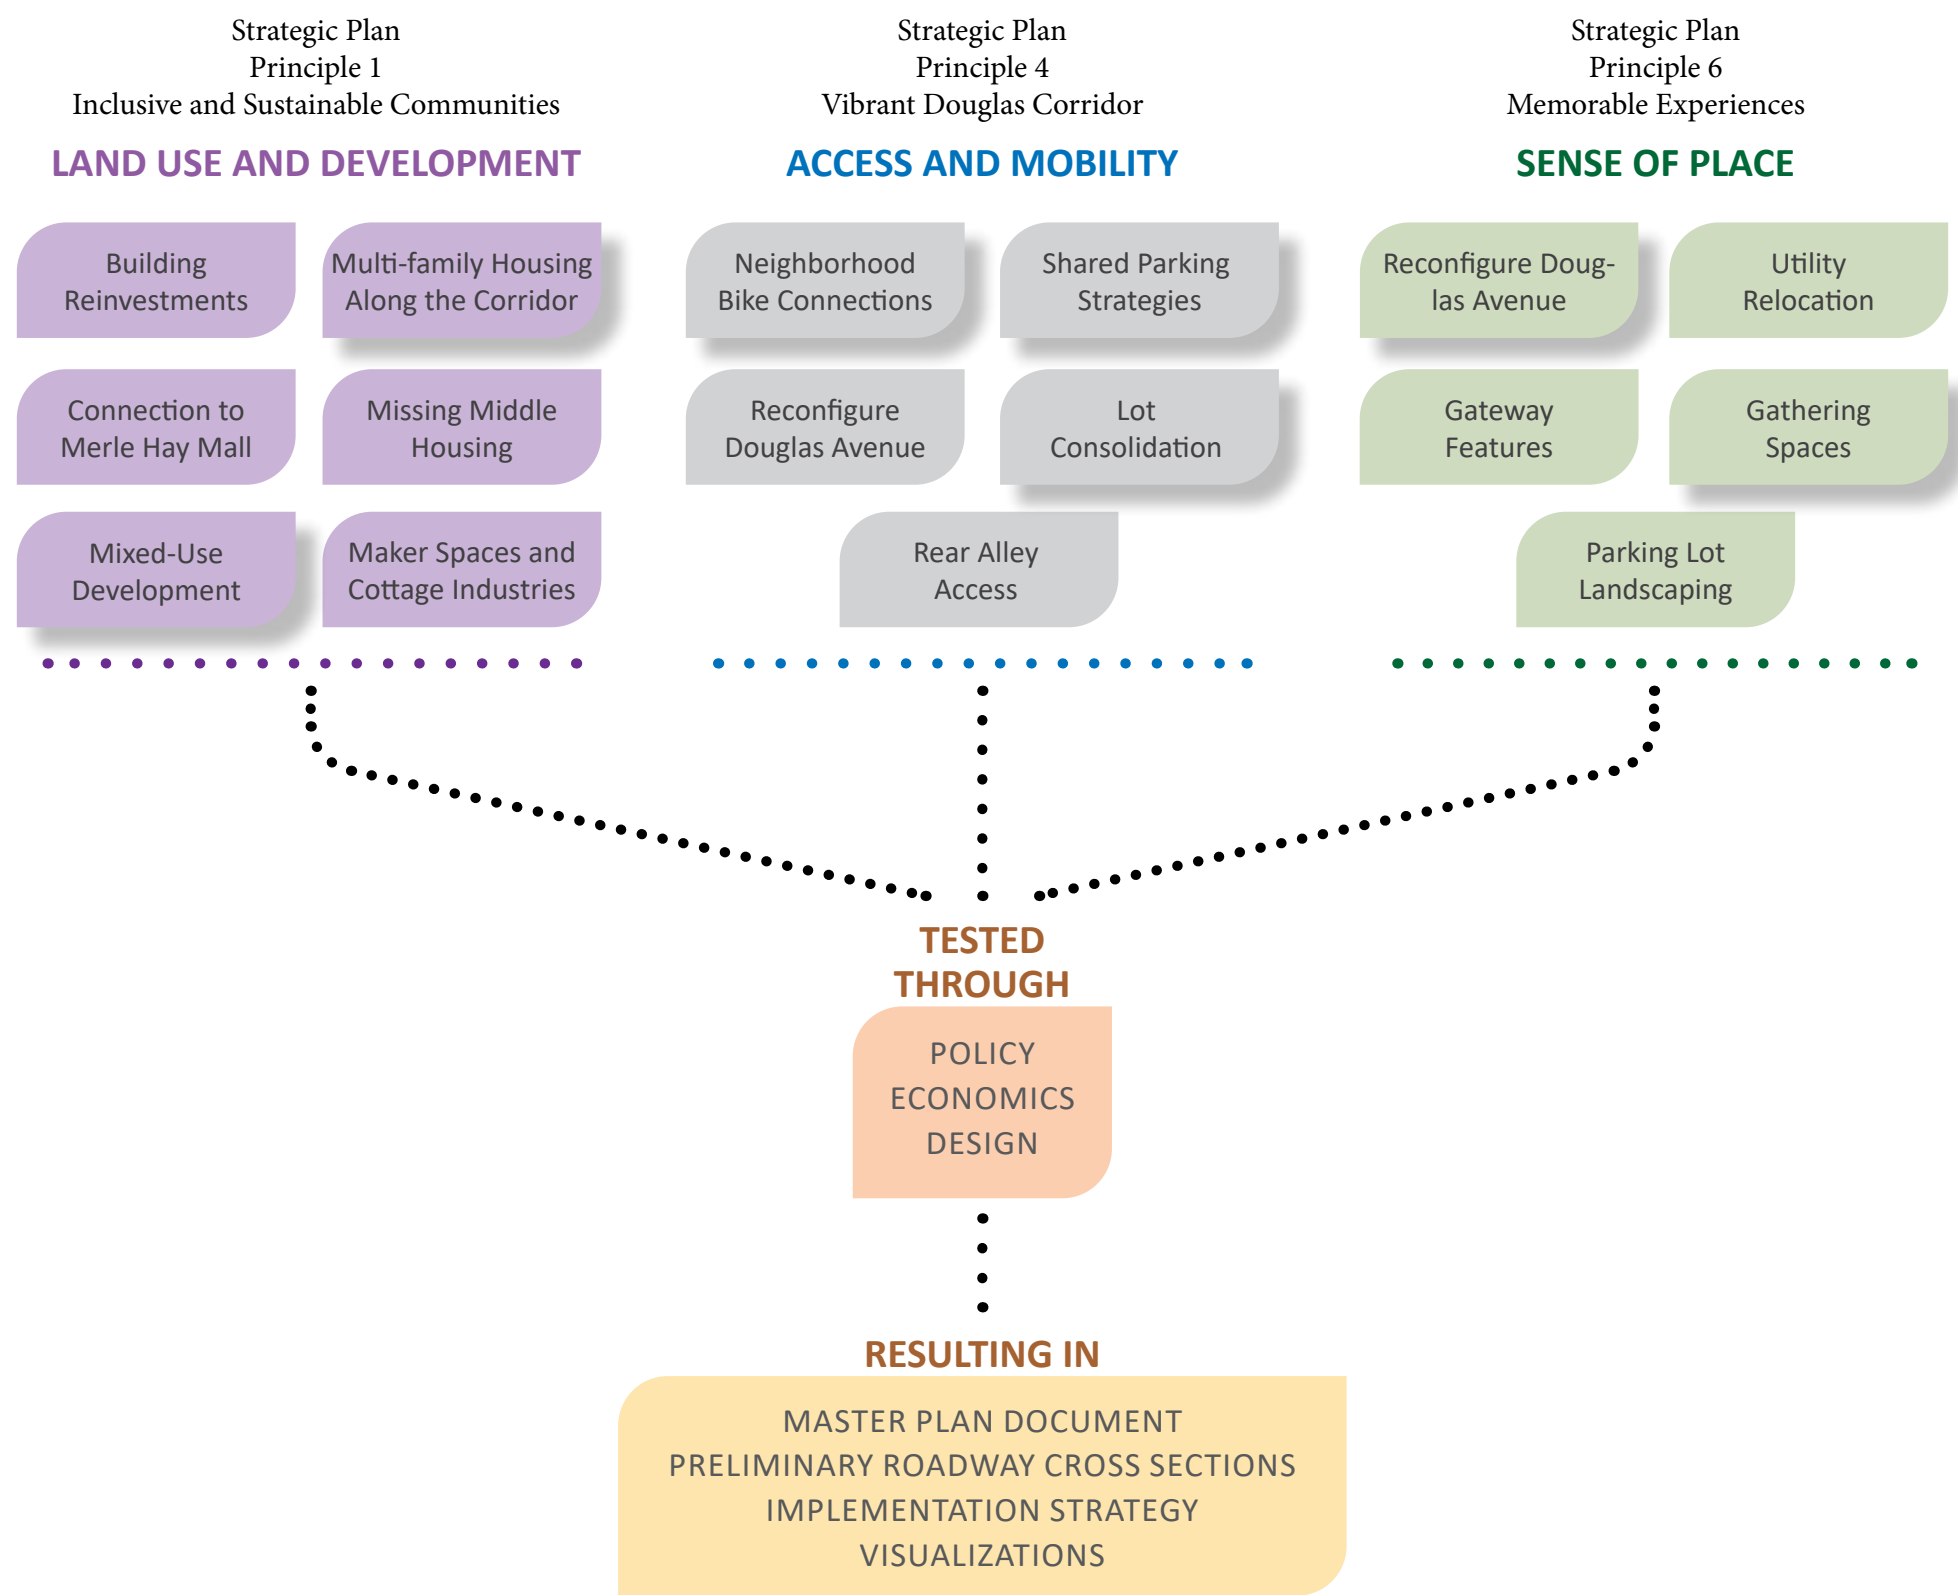 Strategic Plan
Principle 1
Inclusive and Sustainable Communities
LAND USE AND DEVELOPMENT
Building
Reinvestments
Multi-family Housing
Along the Corridor
Connection to
Merle Hay Mall
Missing Middle
Housing
Mixed-Use
Development
Maker Spaces and
Cottage Industries
Strategic Plan
Principle 4
Vibrant Douglas Corridor
ACCESS AND MOBILITY
Neighborhood
Bike Connections
Shared Parking
Strategies
Reconfigure
Douglas Avenue
Lot
Consolidation
Rear Alley
Access
Strategic Plan
Principle 6
Memorable Experiences
SENSE OF PLACE
Reconfigure Doug-
las Avenue
Utility
Relocation
Gateway
Features
Gathering
Spaces
Parking Lot
Landscaping
TESTED
THROUGH
POLICY
ECONOMICS
DESIGN
RESULTING IN
MASTER PLAN DOCUMENT
PRELIMINARY ROADWAY CROSS SECTIONS
IMPLEMENTATION STRATEGY
VISUALIZATIONS